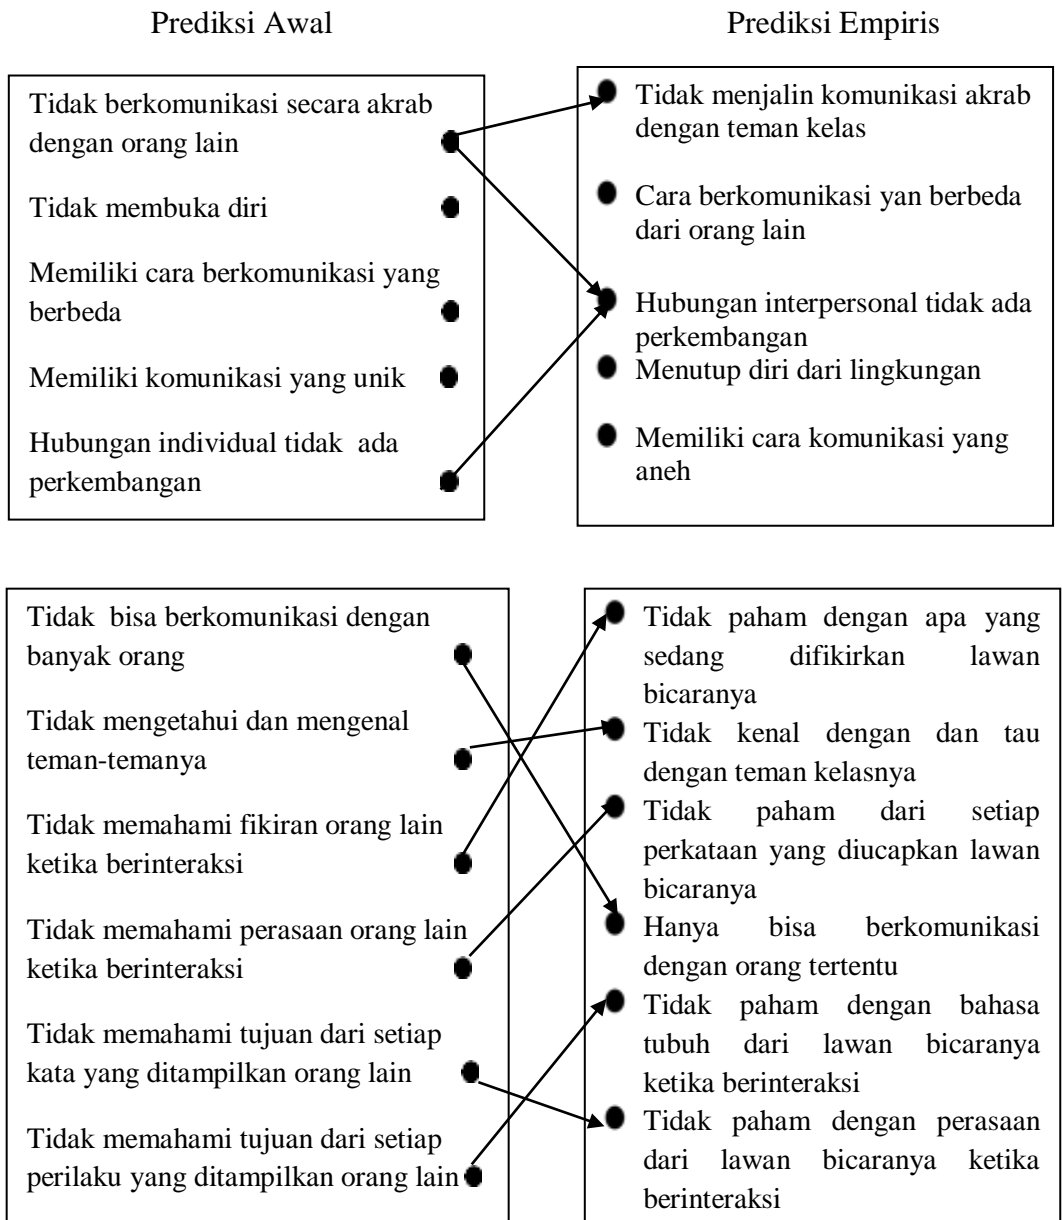 Prediksi Awal
Prediksi Empiris
Tidak berkomunikasi secara akrab
dengan orang lain
Tidak membuka diri
Memiliki cara berkomunikasi yang
berbeda
Memiliki komunikasi yang unik
Hubungan individual tidak ada
perkembangan
Tidak menjalin komunikasi akrab
dengan teman kelas
Cara berkomunikasi yan berbeda
dari orang lain
Hubungan interpersonal tidak ada
perkembangan
Menutup diri dari lingkungan
Memiliki cara komunikasi yang
aneh
Tidak bisa berkomunikasi dengan
banyak orang
Tidak mengetahui dan mengenal
teman-temanya
Tidak memahami fikiran orang lain
ketika berinteraksi
Tidak memahami perasaan orang lain
ketika berinteraksi
Tidak memahami tujuan dari setiap
kata yang ditampilkan orang lain
Tidak memahami tujuan dari setiap
perilaku yang ditampilkan orang lain
Tidak paham dengan apa yang
sedang difikirkan lawan
bicaranya
Tidak kenal dengan dan tau
dengan teman kelasnya
Tidak paham dari setiap
perkataan yang diucapkan lawan
bicaranya
Hanya bisa berkomunikasi
dengan orang tertentu
Tidak paham dengan bahasa
tubuh dari lawan bicaranya
ketika berinteraksi
Tidak paham dengan perasaan
dari lawan bicaranya ketika
berinteraksi